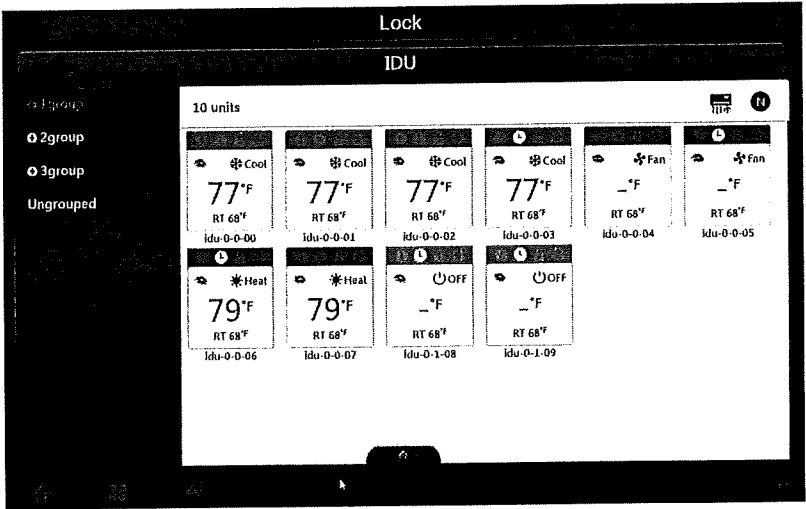 Lock
IDU
1group
10 units
N
2group
3group
Ungrouped
Cool Cool Cool Cool Fan Fan
77°F 77°F 77°F 77°F _°F _°F
RT 68°F RT 68°F RT 68°F RT 68°F RT 68°F RT 68°F
idu-0-0-00 idu-0-0-01 idu-0-0-02 idu-0-0-03 idu-0-0-04 idu-0-0-05
Heat Heat OFF OFF
79°F 79°F _°F _°F
RT 68°F RT 68°F RT 68°F RT 68°F
idu-0-0-06 idu-0-0-07 idu-0-1-08 idu-0-1-09